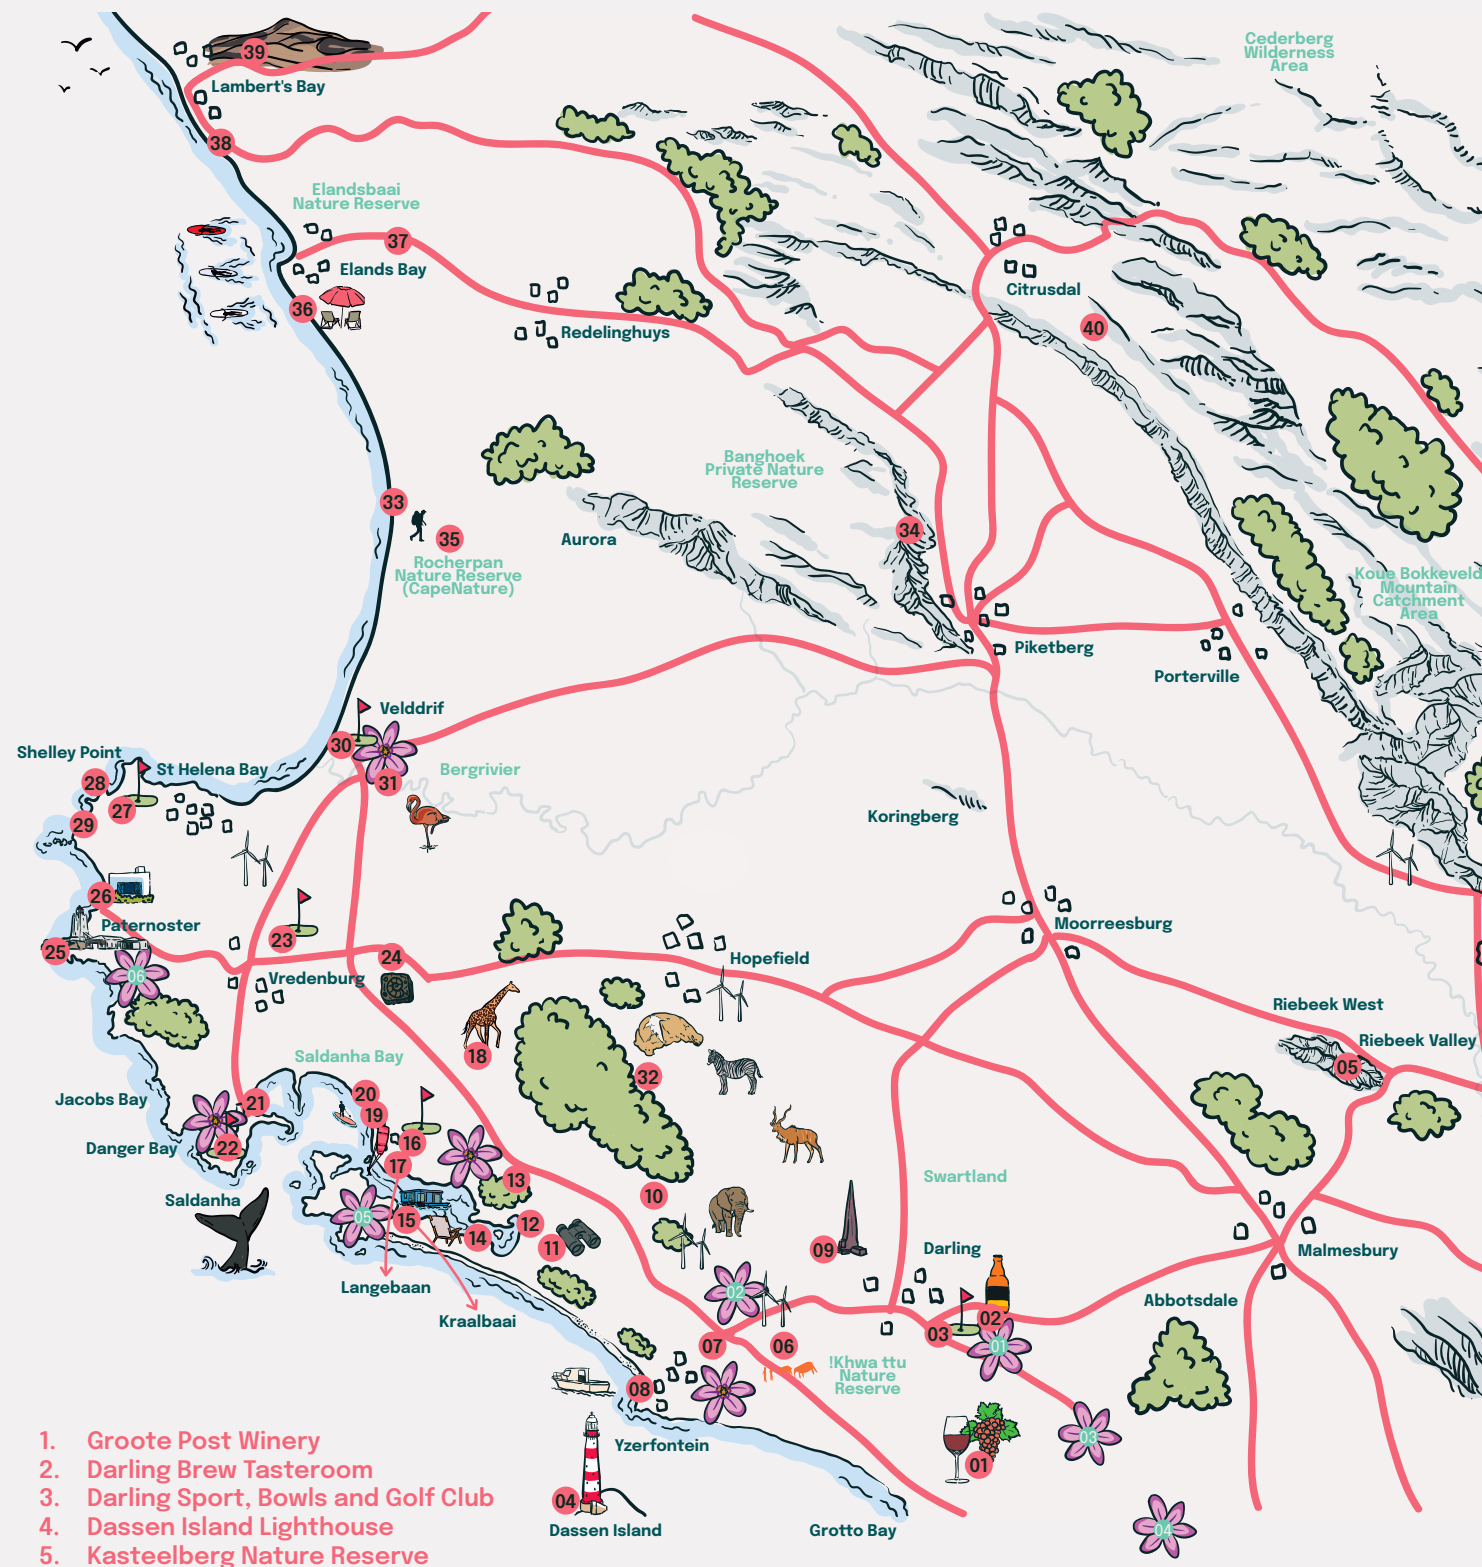 Cederberg
Wilderness
Area
39
Lambert's Bay
38
Elandsbaai
Nature Reserve
37
Elands Bay
Citrusdal
36
Redelinghuys
40
Banghoek
Private Nature
Reserve
33
34
35
Aurora
Rocherpan
Nature Reserve
(CapeNature)
Koue Bokkeveld
Mountain
Catchment
Area
Piketberg
Porterville
Velddrif
30
Shelley Point
St Helena Bay
Bergrivier
28
31
27
29
Koringberg
26
Paternoster
Moorreesburg
23
25
24
Hopefield
06
Vredenburg
Riebeek West
Riebeek Valley
Saldanha Bay
18
32
05
20
Jacobs Bay
21
19
Danger Bay
22
16
17
13
Swartland
Saldanha
10
05
15
12
14
11
09
Darling
Malmesbury
Langebaan
02
Abbotsdale
Kraalbaai
02
03
07
06
01
!Khwa ttu
Nature
Reserve
08
03
Yzerfontein
01
04
Dassen Island
Grotto Bay
04
1. Groote Post Winery
2. Darling Brew Tasteroom
3. Darling Sport, Bowls and Golf Club
4. Dassen Island Lighthouse
5. Kasteelberg Nature Reserve